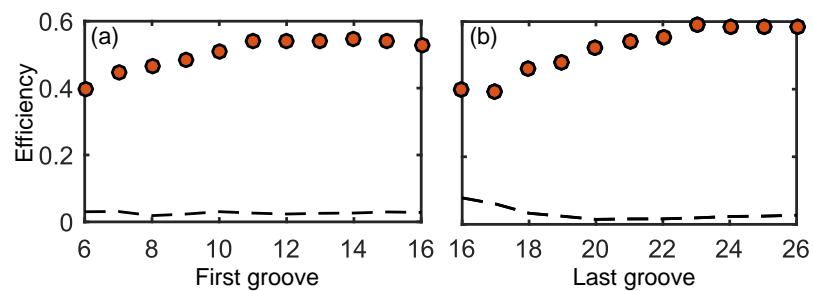 (a)
(b)
Efficiency
0.6
0.4
0.2
0
6 8 10 12 14 16
16 18 20 22 24 26
First groove
Last groove